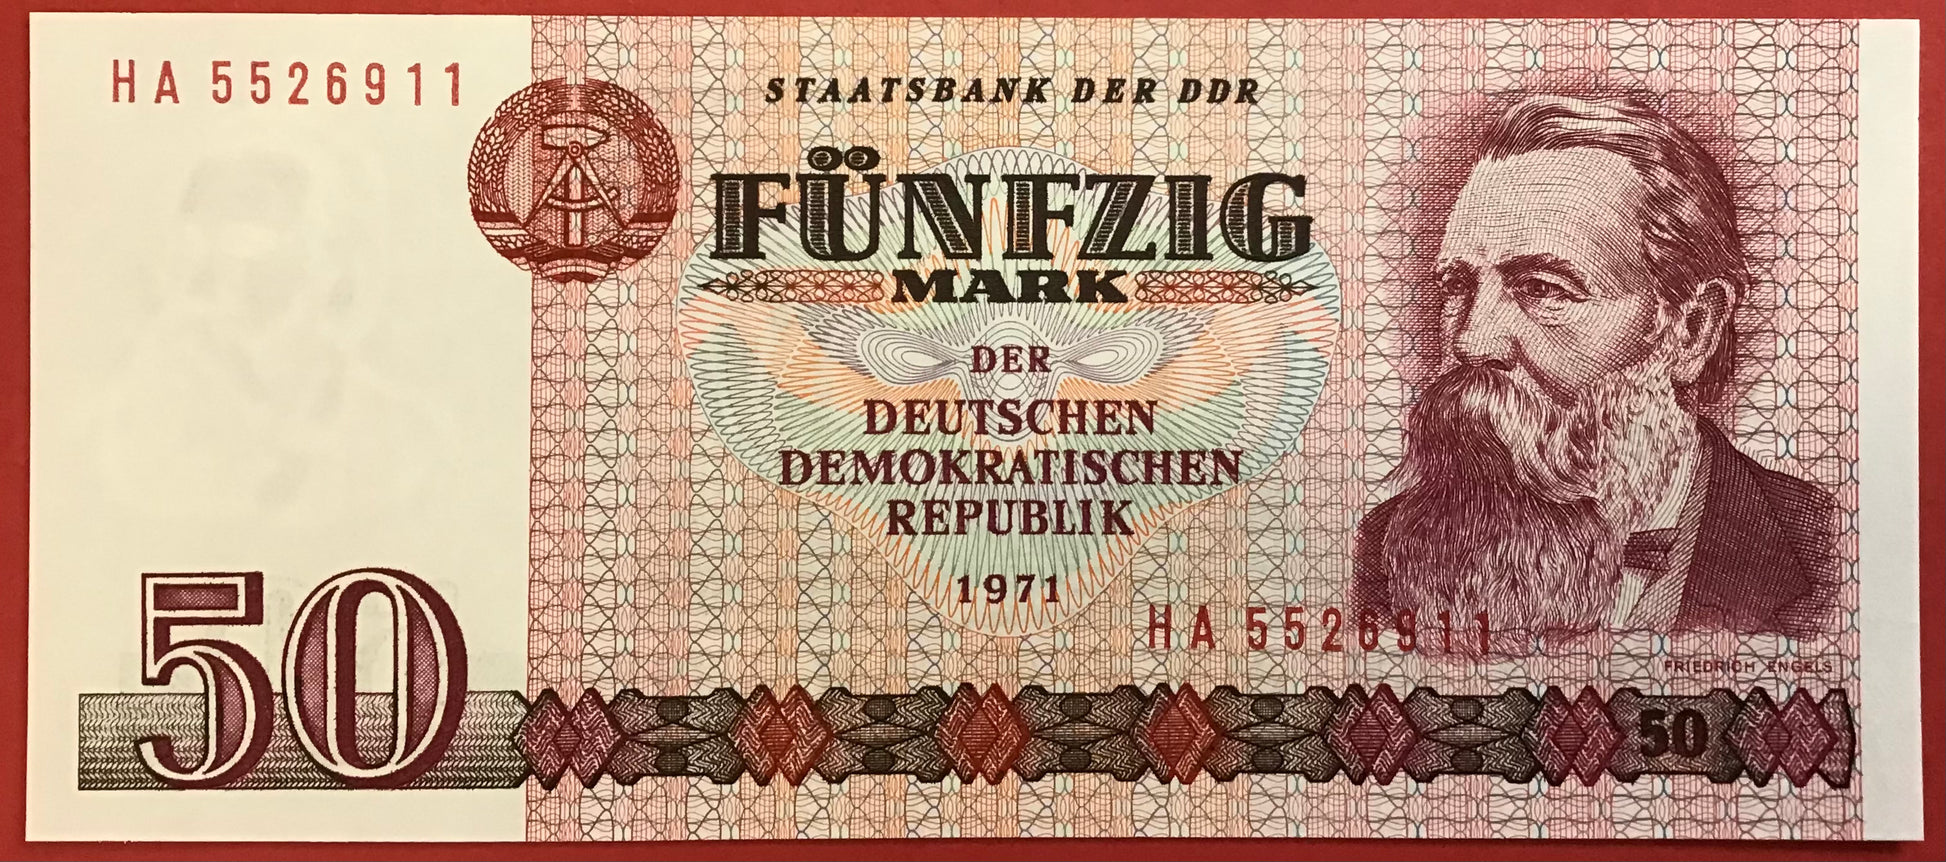 HA 5526911
STAATSBANK DER DDR
FÜNFZIG
MARK
DER
DEUTSCHEN
DEMOKRATISCHEN
REPUBLIK
1971
HA 5526911
FRIEDRICH ENGELS
50
50